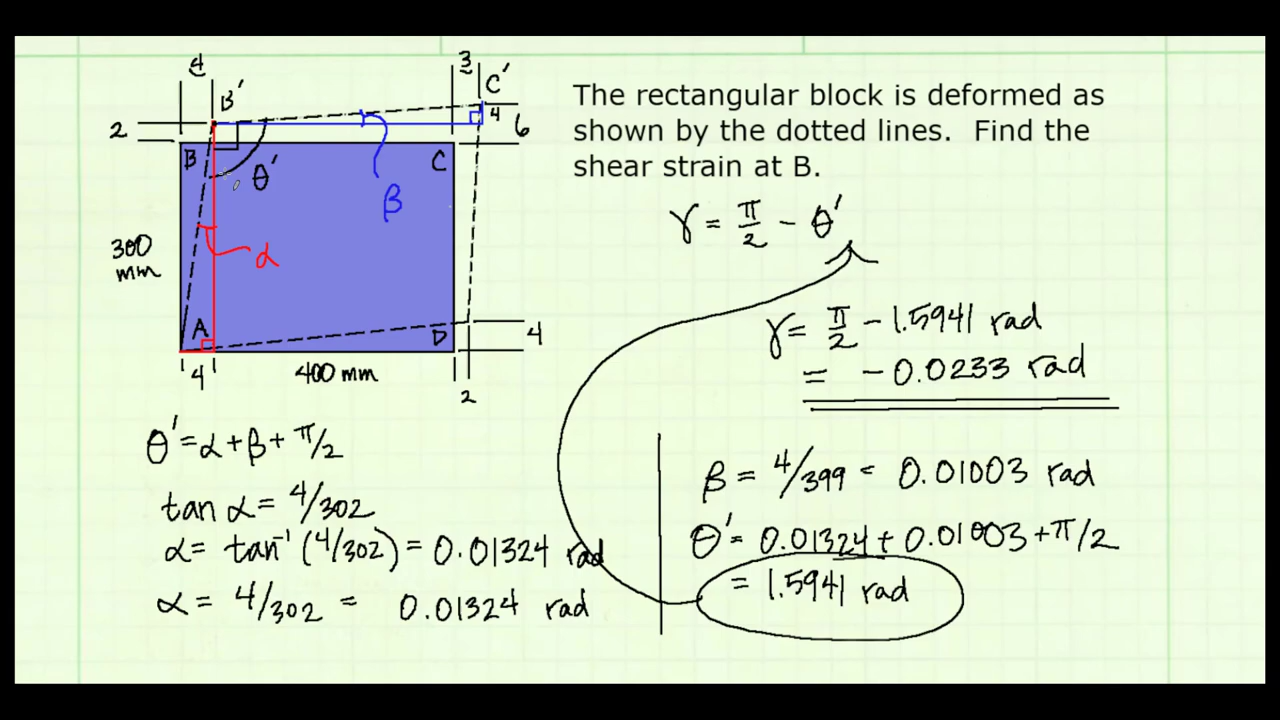 The rectangular block is deformed as
shown by the dotted lines. Find the
shear strain at B.
4
3
B′
C′
2
4
6
B
C
θ′
β
300
mm
α
A
D
4
4
400 mm
2
γ = π/2 − θ′
γ = π/2 − 1.5941 rad
= − 0.0233 rad
θ′ = α + β + π/2
tan α = 4/302
α = tan⁻¹ (4/302) = 0.01324 rad
α = 4/302 = 0.01324 rad
β = 4/399 = 0.01003 rad
θ′ = 0.01324 + 0.01003 + π/2
= 1.5941 rad